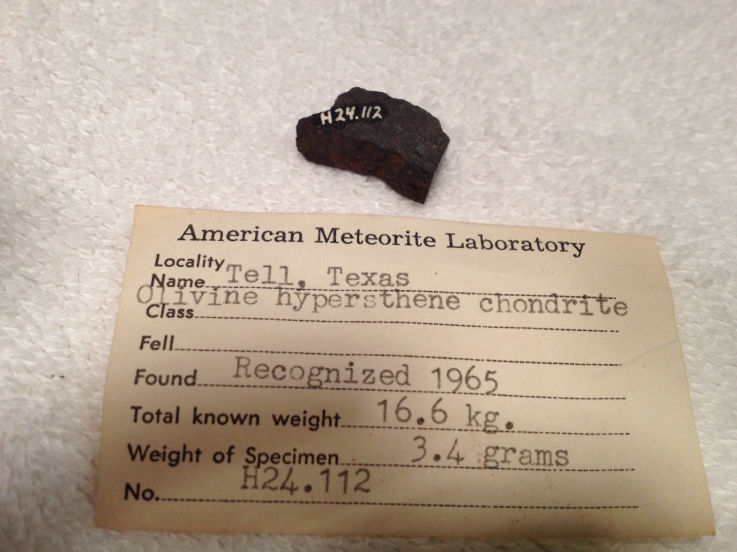 H24.112
American Meteorite Laboratory
Locality
Name Tell, Texas
Olivine hypersthene chondrite
Class
Fell
Found Recognized 1965
Total known weight 16.6 kg.
Weight of Specimen 3.4 grams
No. H24.112